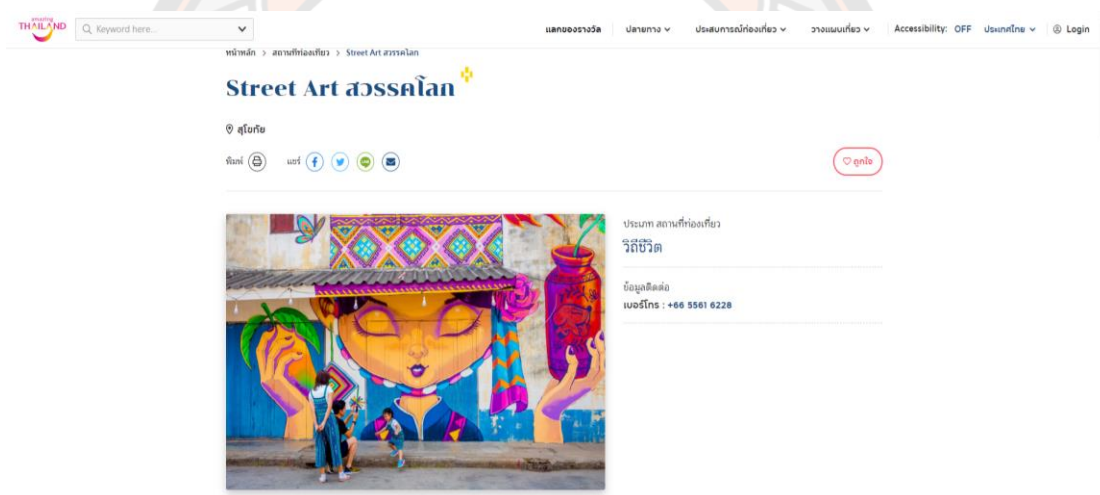 amazing
THAILAND
Keyword here...
แลกของรางวัล
ปลายทาง
ประสบการณ์ท่องเที่ยว
วางแผนเที่ยว
Accessibility: OFF
ประเทศไทย
Login
หน้าหลัก > สถานที่ท่องเที่ยว > Street Art สวรรคโลก
Street Art สวรรคโลก
สุโขทัย
พิมพ์
แชร์
ถูกใจ
ประเภท สถานที่ท่องเที่ยว
วิถีชีวิต
ข้อมูลติดต่อ
เบอร์โทร : +66 5561 6228